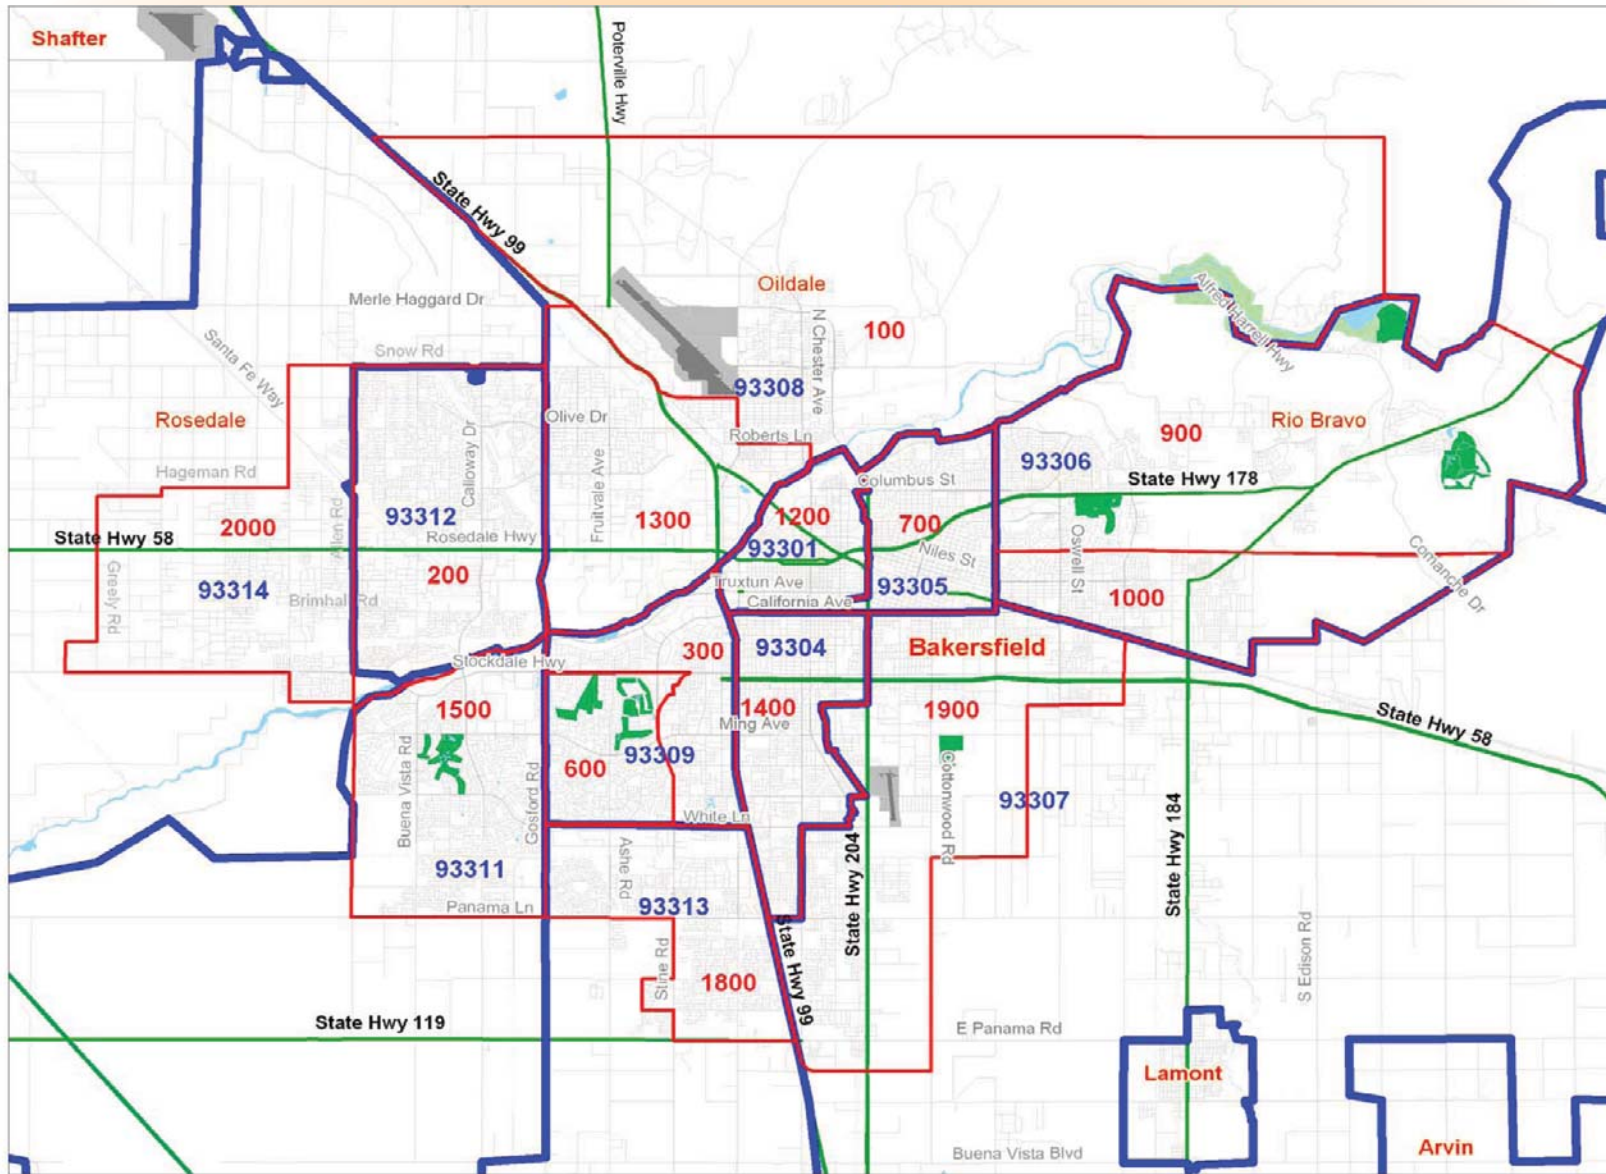 Shafter
Poterville Hwy
State Hwy 99
Oildale
Merle Haggard Dr
N Chester Ave
100
Alfred Harrell Hwy
Santa Fe Way
Snow Rd
93308
Rosedale
Olive Dr
Rio Bravo
900
Calloway Dr
Roberts Ln
Hageman Rd
Fruitvale Ave
93306
Columbus St
State Hwy 178
Allen Rd
93312
1300
1200
700
2000
State Hwy 58
Rosedale Hwy
93301
Niles St
Oswell St
Comanche Dr
Greely Rd
200
Truxtun Ave
93314
93305
Brimhall Rd
California Ave
1000
300
93304
Bakersfield
Stockdale Hwy
1500
1400
1900
Ming Ave
State Hwy 58
Buena Vista Rd
93309
600
Gosford Rd
Cottonwood Rd
93307
White Ln
State Hwy 184
93311
Ashe Rd
State Hwy 204
Panama Ln
93313
State Hwy 99
Stine Rd
1800
S Edison Rd
State Hwy 119
E Panama Rd
Lamont
Arvin
Buena Vista Blvd